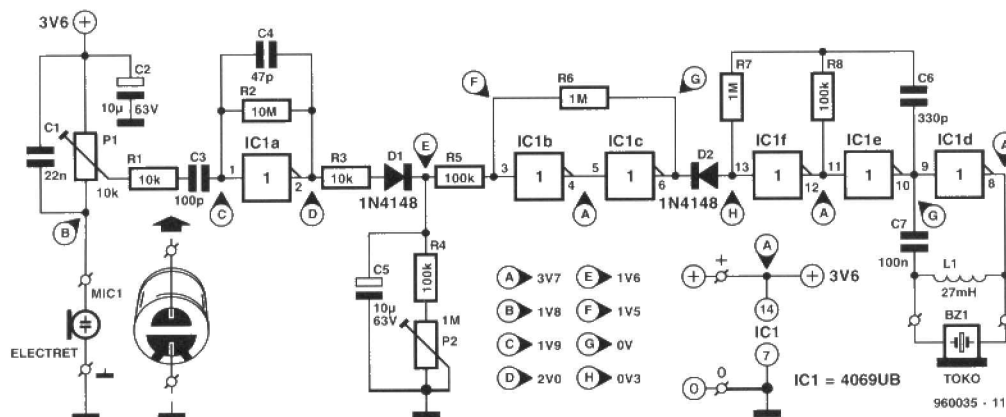 3V6
C2
10µ
63V
C1
22n
P1
10k
B
MIC1
ELECTRET
R1
10k
C3
100p
C
C4
47p
R2
10M
IC1a
1
1
2
D
R3
10k
D1
1N4148
E
R5
100k
C5
10µ
63V
R4
100k
1M
P2
F
R6
1M
G
IC1b
3
1
4
A
IC1c
5
1
6
D2
1N4148
R7
1M
H
13
IC1f
1
12
R8
100k
A
11
IC1e
1
10
C6
330p
9
G
IC1d
1
8
A
C7
100n
L1
27mH
BZ1
TOKO
A 3V7
B 1V8
C 1V9
D 2V0
E 1V6
F 1V5
G 0V
H 0V3
A
+ + + 3V6
14
IC1
7
0 0
IC1 = 4069UB
960035 - 11